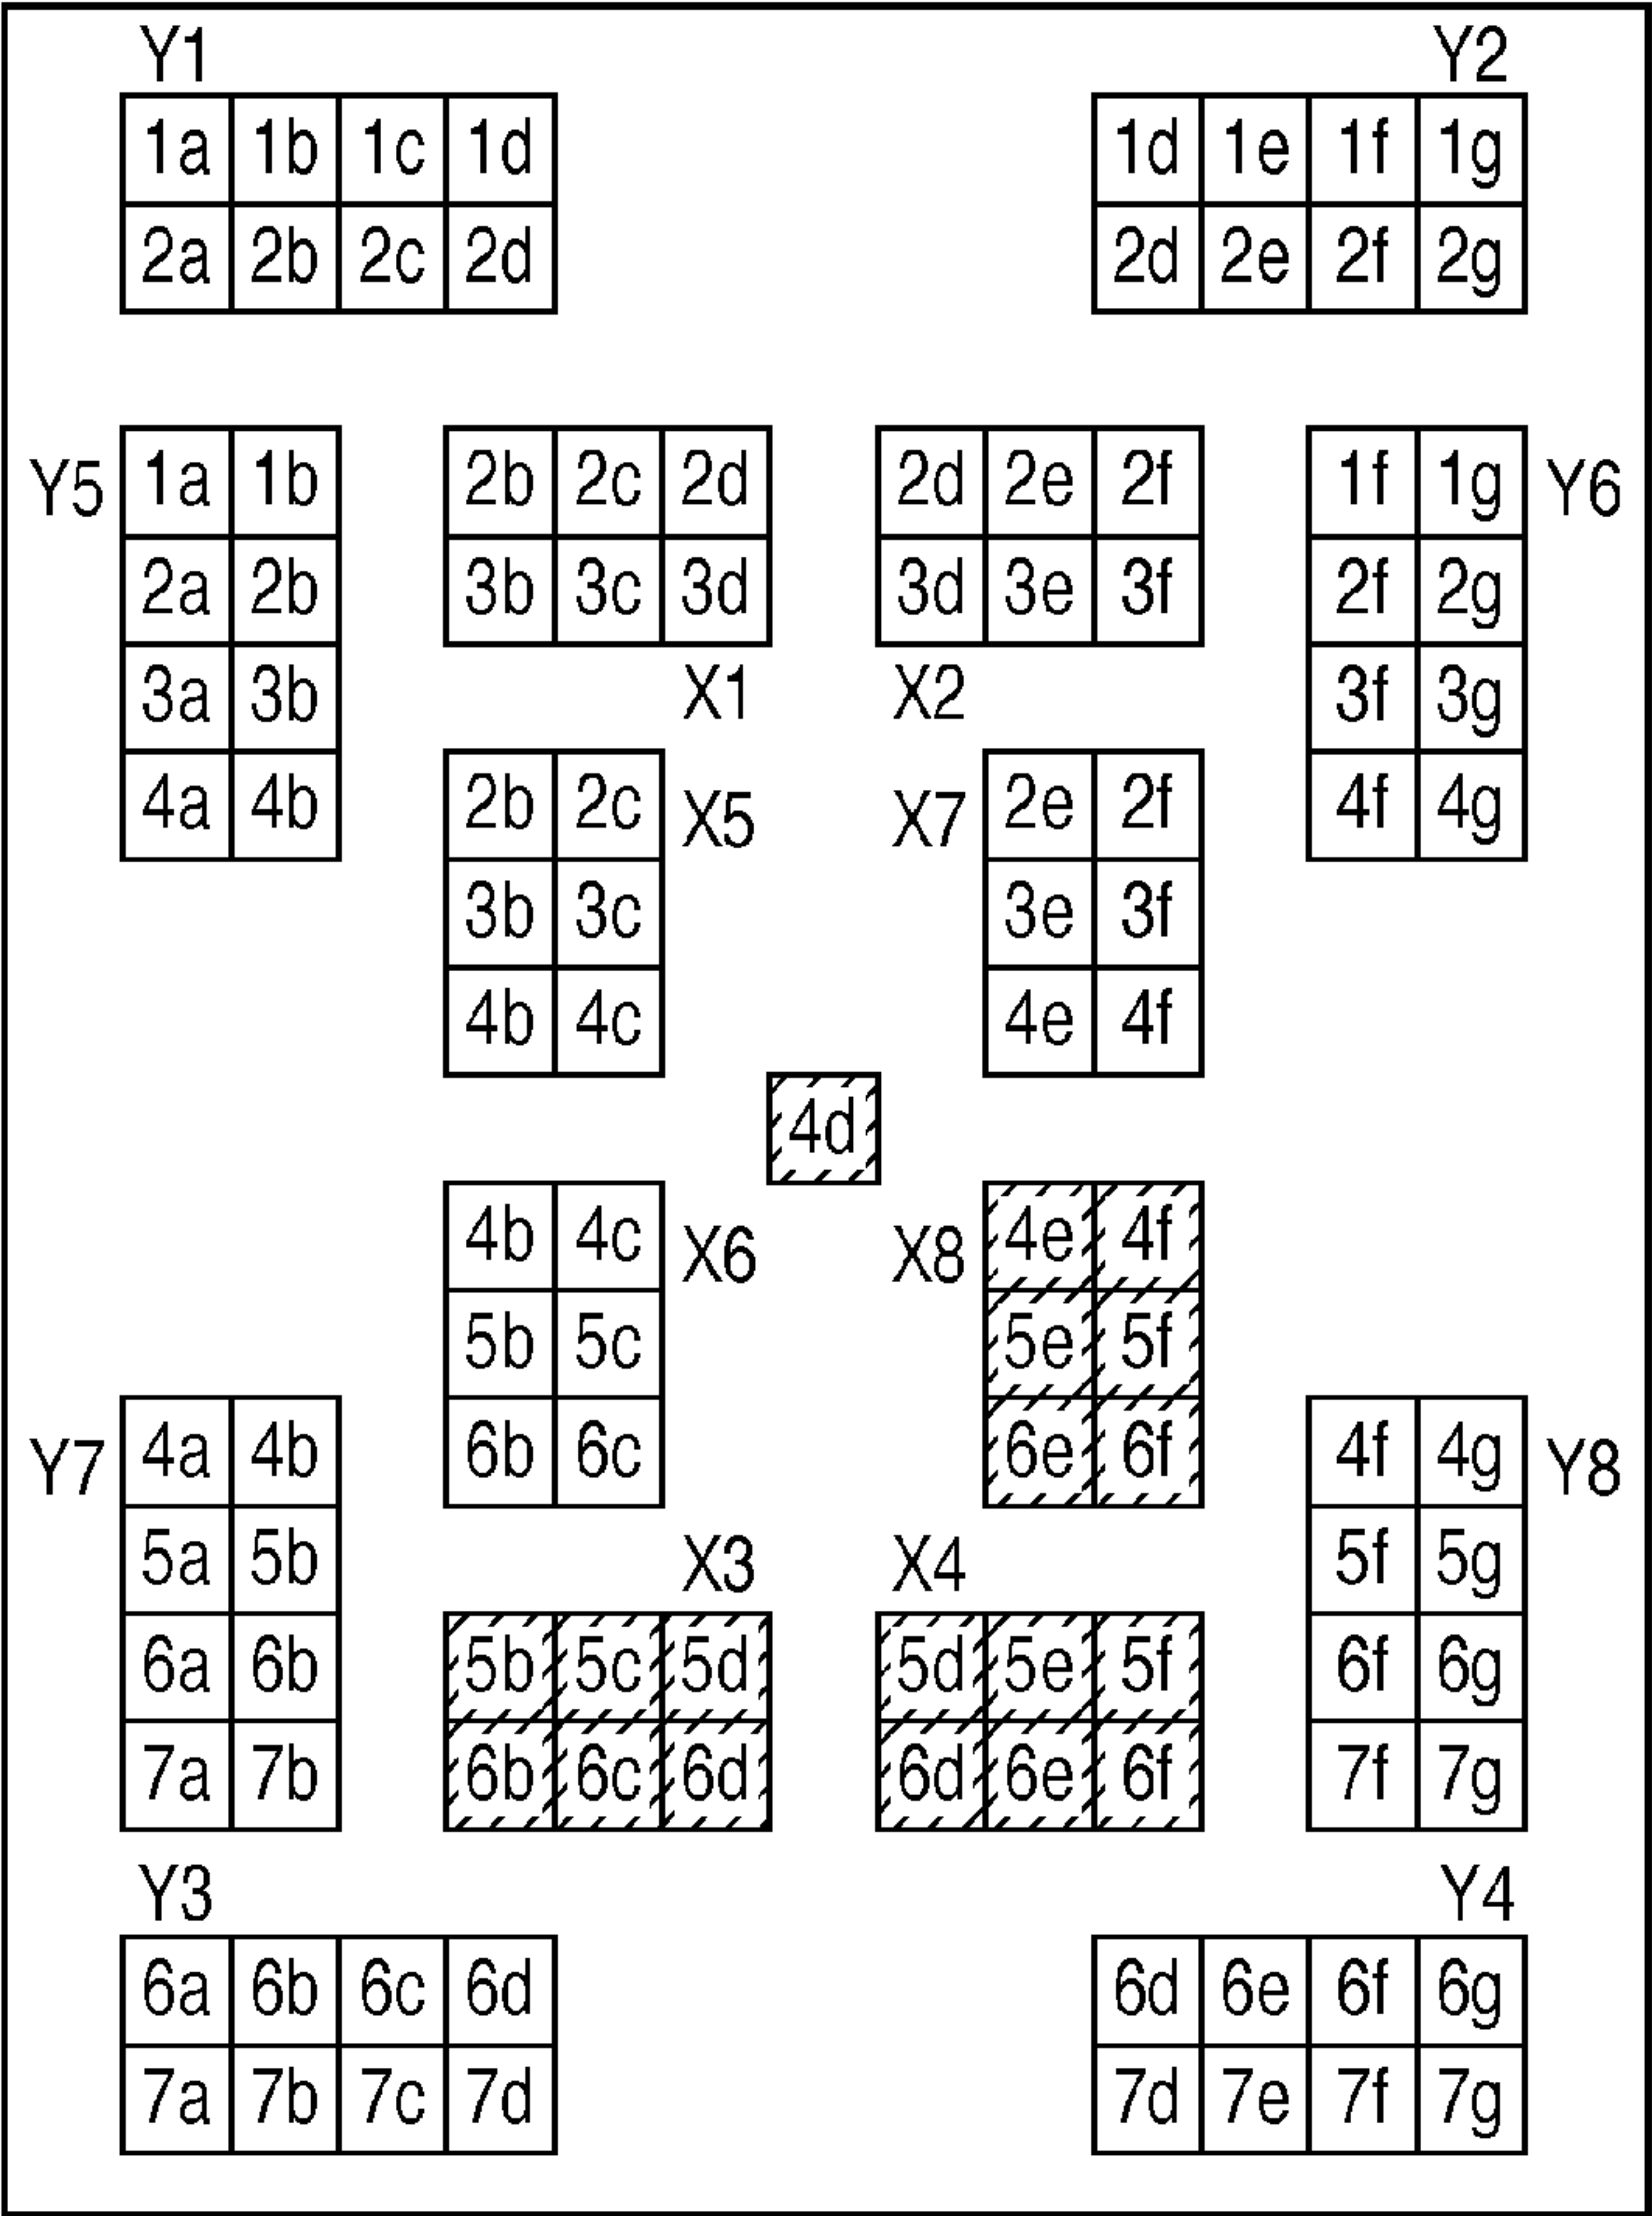 Y1 Y2
1a 1b 1c 1d 1d 1e 1f 1g
2a 2b 2c 2d 2d 2e 2f 2g
Y5 1a 1b 2b 2c 2d 2d 2e 2f 1f 1g Y6
2a 2b 3b 3c 3d 3d 3e 3f 2f 2g
3a 3b X1 X2 3f 3g
4a 4b 2b 2c X5 X7 2e 2f 4f 4g
3b 3c 3e 3f
4b 4c 4e 4f
4d
4b 4c X6 X8 4e 4f
5b 5c 5e 5f
Y7 4a 4b 6b 6c 6e 6f 4f 4g Y8
5a 5b X3 X4 5f 5g
6a 6b 5b 5c 5d 5d 5e 5f 6f 6g
7a 7b 6b 6c 6d 6d 6e 6f 7f 7g
Y3 Y4
6a 6b 6c 6d 6d 6e 6f 6g
7a 7b 7c 7d 7d 7e 7f 7g